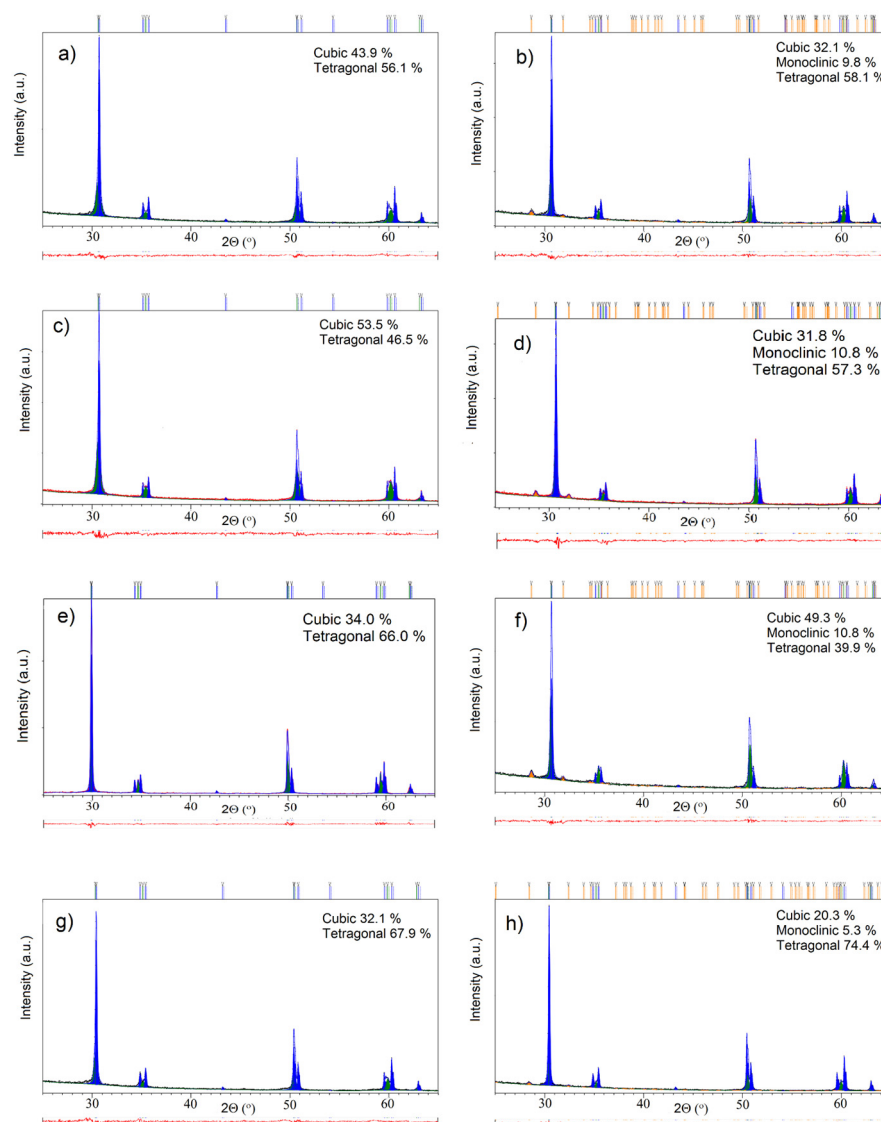 a)
Cubic 43.9 %
Tetragonal 56.1 %
Intensity (a.u.)
30
40
50
60
2Θ (°)
b)
Cubic 32.1 %
Monoclinic 9.8 %
Tetragonal 58.1 %
Intensity (a.u.)
30
40
50
60
2Θ (°)
c)
Cubic 53.5 %
Tetragonal 46.5 %
Intensity (a.u.)
30
40
50
60
2Θ (°)
d)
Cubic 31.8 %
Monoclinic 10.8 %
Tetragonal 57.3 %
Intensity (a.u.)
30
40
50
60
2Θ (°)
e)
Cubic 34.0 %
Tetragonal 66.0 %
Intensity (a.u.)
30
40
50
60
2Θ (°)
f)
Cubic 49.3 %
Monoclinic 10.8 %
Tetragonal 39.9 %
Intensity (a.u.)
30
40
50
60
2Θ (°)
g)
Cubic 32.1 %
Tetragonal 67.9 %
Intensity (a.u.)
30
40
50
60
2Θ (°)
h)
Cubic 20.3 %
Monoclinic 5.3 %
Tetragonal 74.4 %
Intensity (a.u.)
30
40
50
60
2Θ (°)